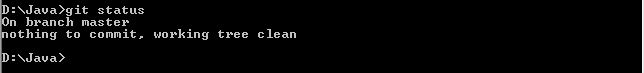 D:\Java>git status
On branch master
nothing to commit, working tree clean
D:\Java>